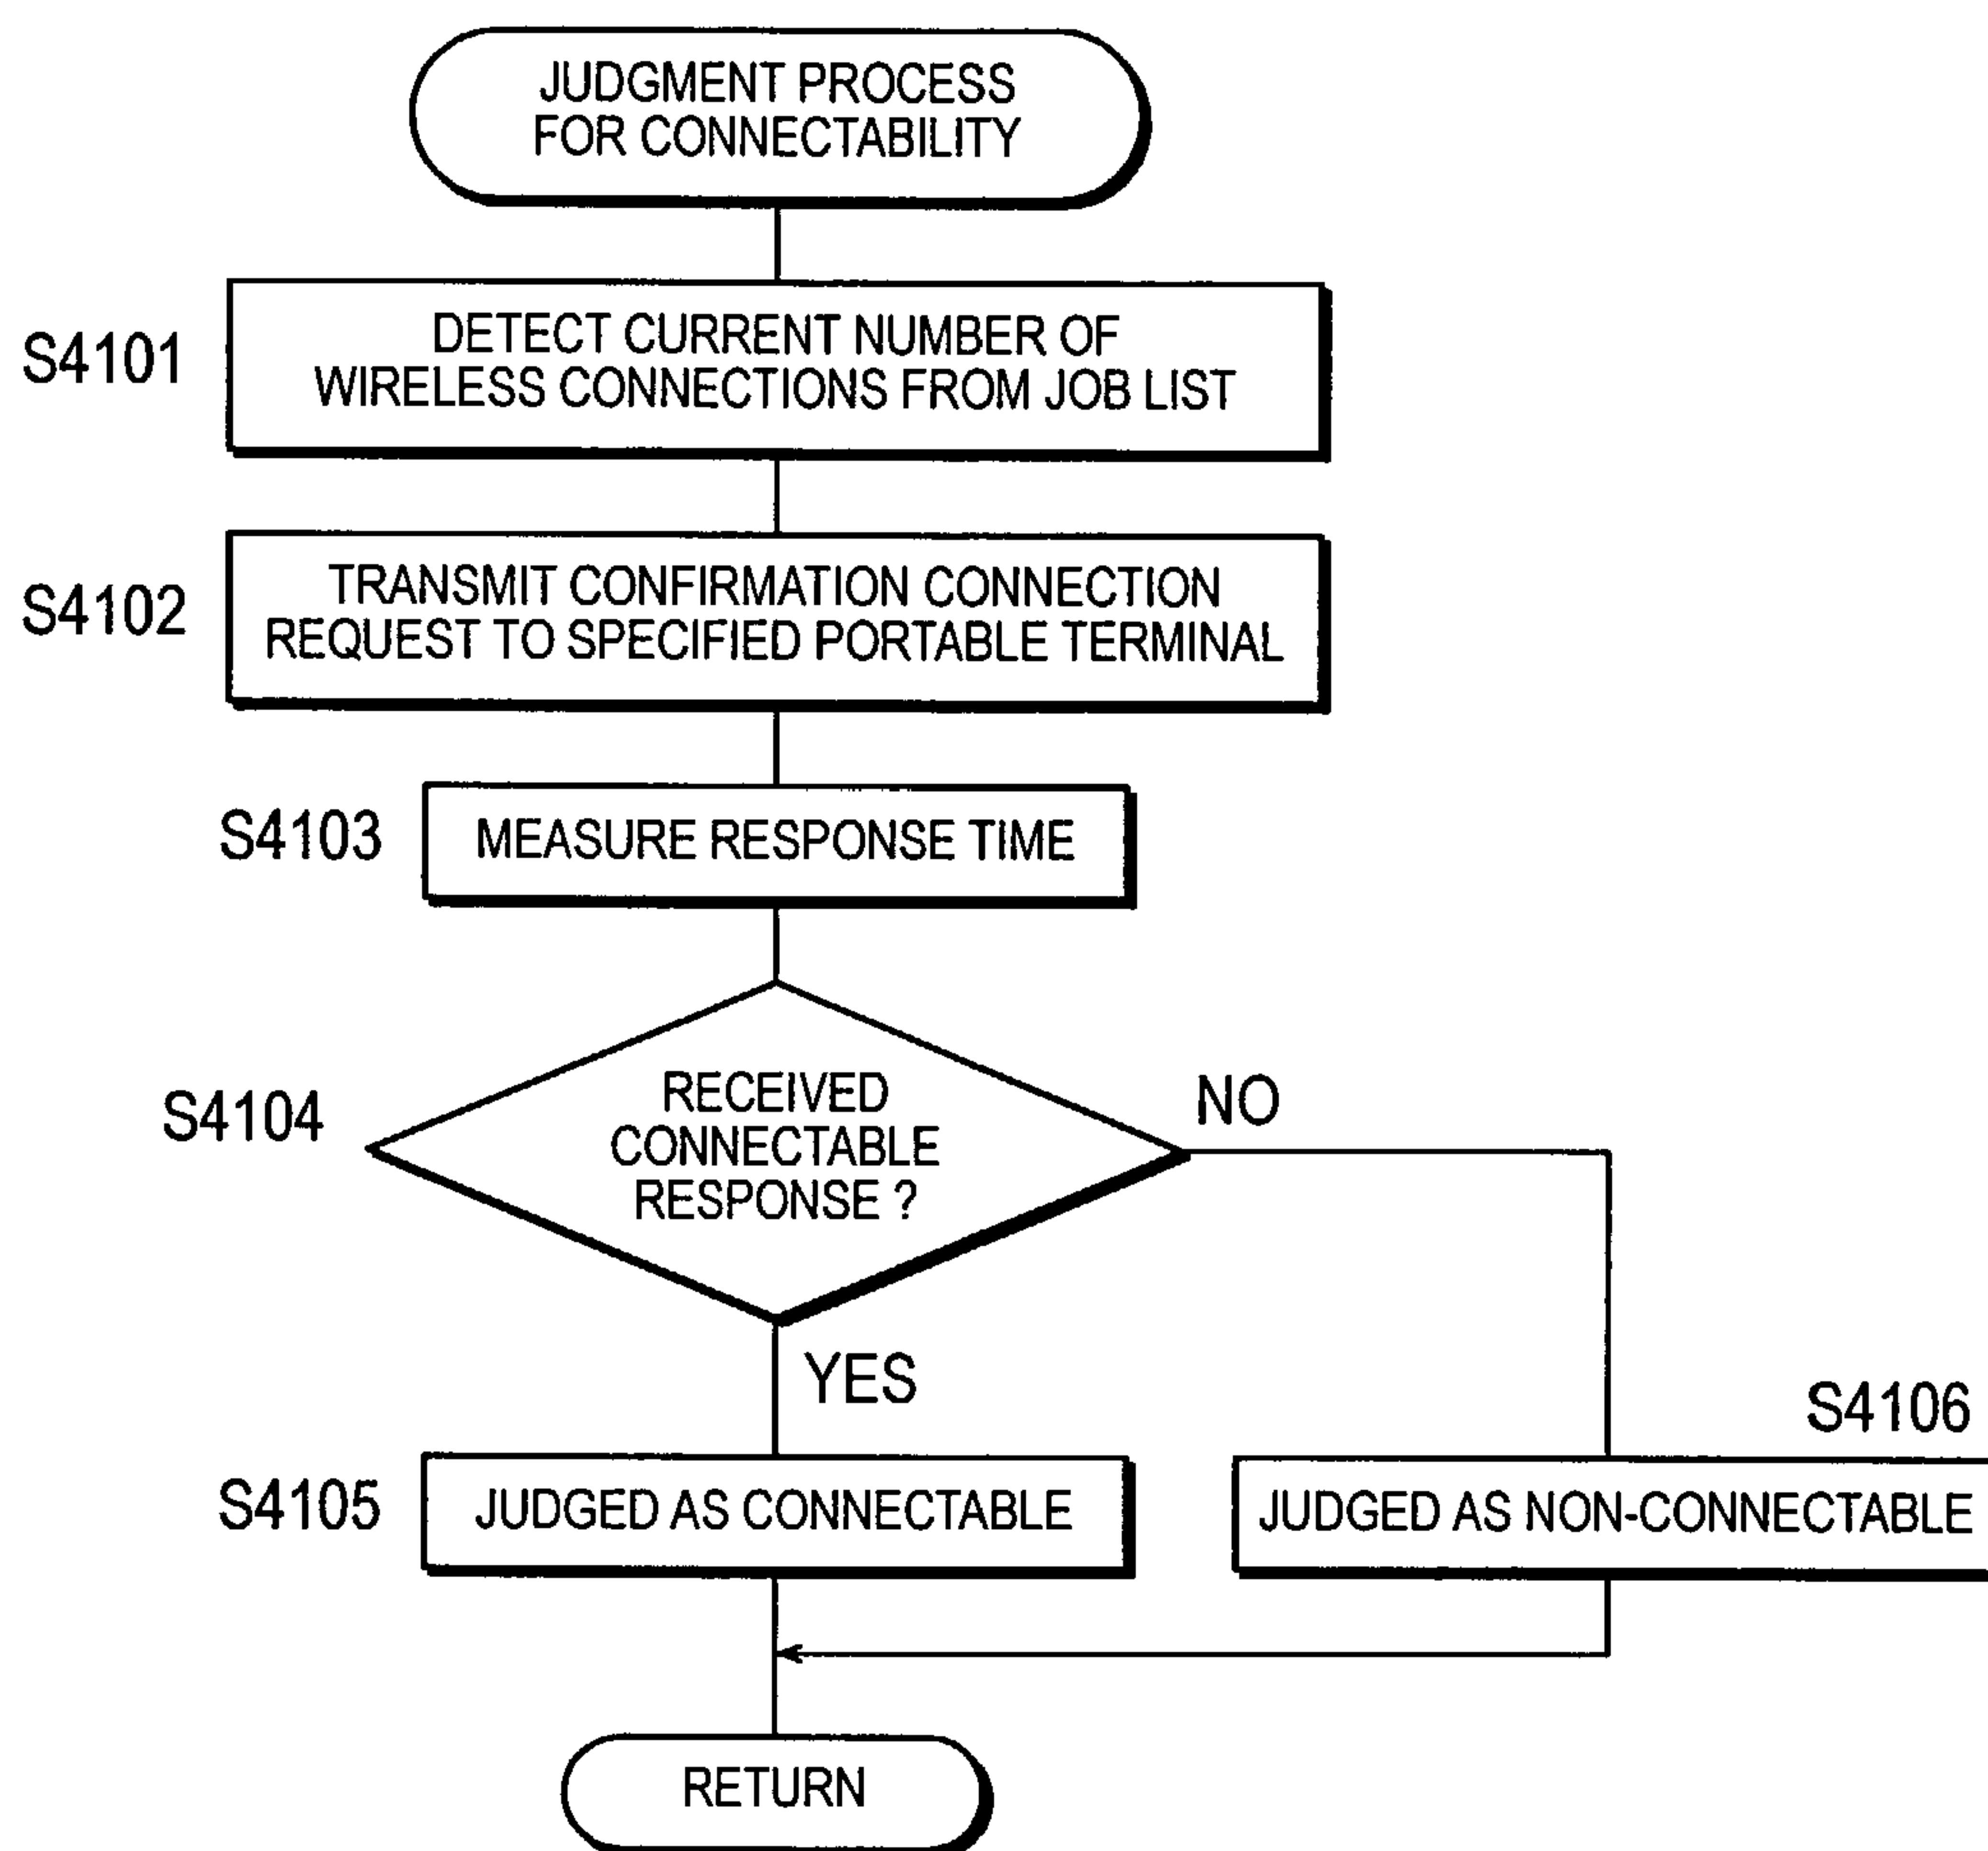 JUDGMENT PROCESS
FOR CONNECTABILITY
S4101
DETECT CURRENT NUMBER OF
WIRELESS CONNECTIONS FROM JOB LIST
S4102
TRANSMIT CONFIRMATION CONNECTION
REQUEST TO SPECIFIED PORTABLE TERMINAL
S4103
MEASURE RESPONSE TIME
S4104
RECEIVED
CONNECTABLE
RESPONSE ?
NO
YES
S4105
JUDGED AS CONNECTABLE
S4106
JUDGED AS NON-CONNECTABLE
RETURN